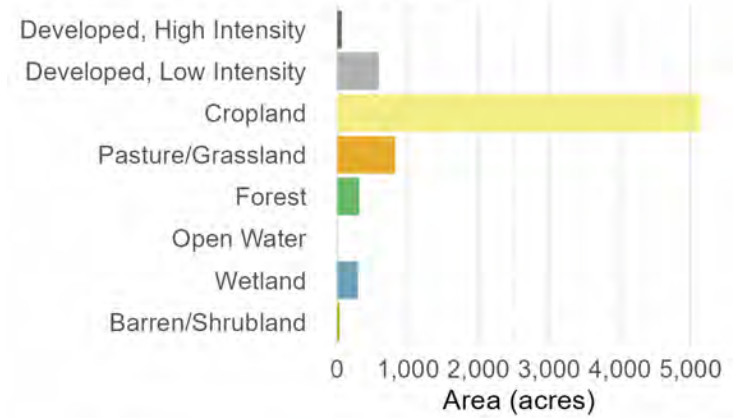 Developed, High Intensity
Developed, Low Intensity
Cropland
Pasture/Grassland
Forest
Open Water
Wetland
Barren/Shrubland
0 1,000 2,000 3,000 4,000 5,000
Area (acres)